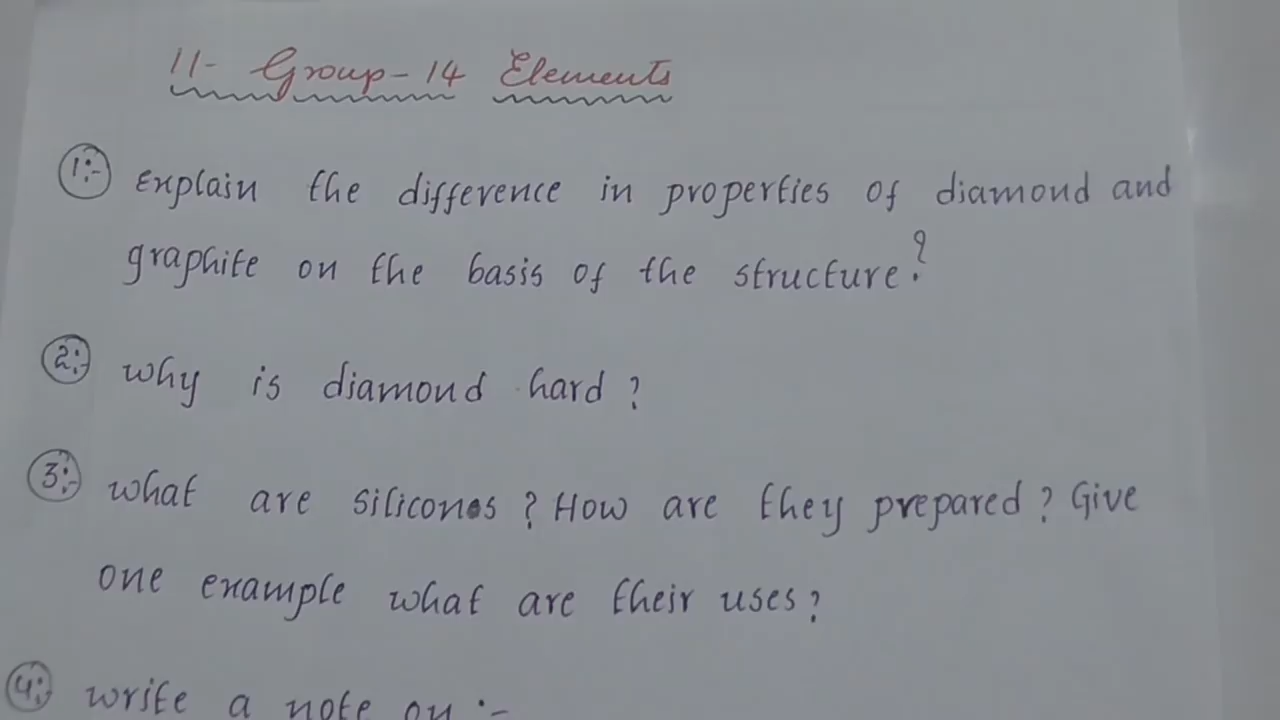 11- Group-14 Elements
1:- Explain the difference in properties of diamond and
graphite on the basis of the structure?
2:- why is diamond hard?
3:- what are silicones? How are they prepared? Give
one example what are their uses?
4:- write a note on:-